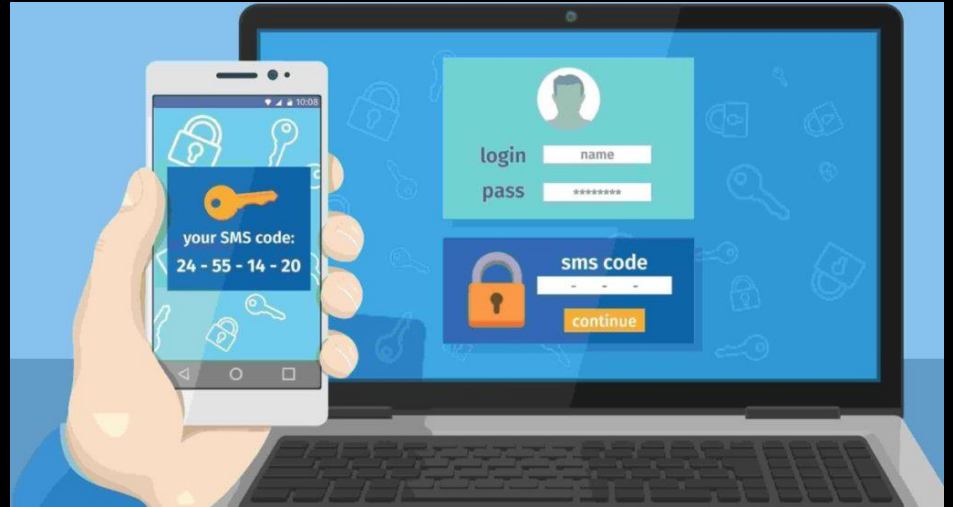 10:08
your SMS code:
24 - 55 - 14 - 20
login name
pass ********
sms code
- - -
continue